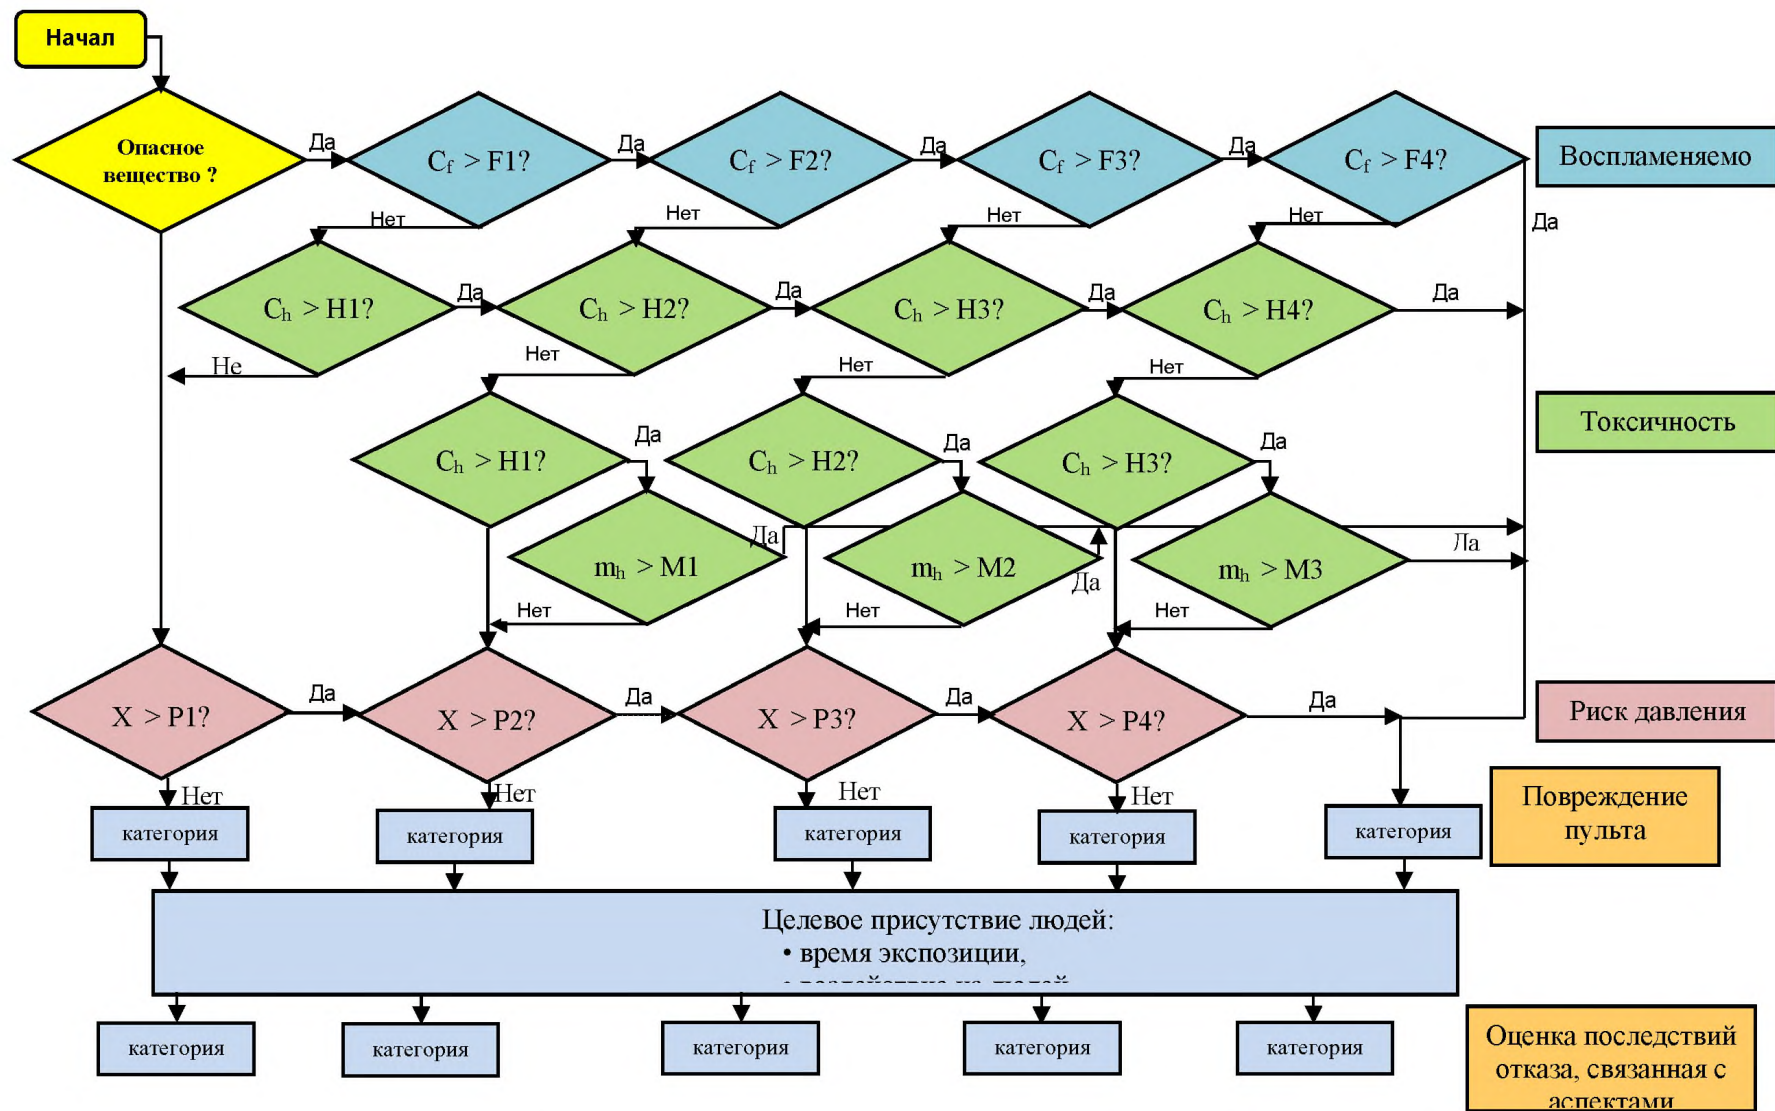 Начал
Опасное
вещество ?
Да
Cf > F1?
Да
Cf > F2?
Да
Cf > F3?
Да
Cf > F4?
Воспламеняемо
Нет
Нет
Нет
Нет
Да
Ch > H1?
Да
Ch > H2?
Да
Ch > H3?
Да
Ch > H4?
Да
Не
Нет
Нет
Нет
Токсичность
Ch > H1?
Да
Ch > H2?
Да
Ch > H3?
Да
mh > M1
Да
mh > M2
Да
mh > M3
Да
Нет
Нет
Нет
X > P1?
Да
X > P2?
Да
X > P3?
Да
X > P4?
Да
Риск давления
Нет
Нет
Нет
Нет
категория
категория
категория
категория
категория
Повреждение
пульта
Целевое присутствие людей:
• время экспозиции,
• воздействие на людей
категория
категория
категория
категория
категория
Оценка последствий
отказа, связанная с
аспектами